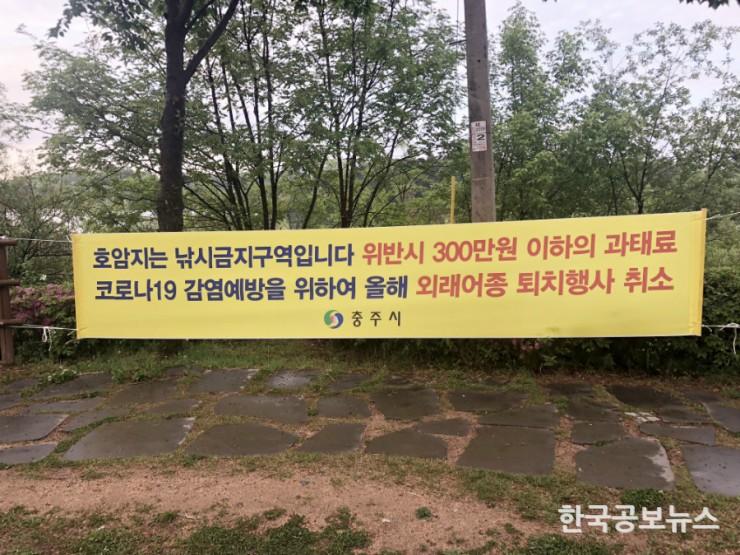 2
호암지는 낚시금지구역입니다 위반시 300만원 이하의 과태료
코로나19 감염예방을 위하여 올해 외래어종 퇴치행사 취소
충주시
한국공보뉴스